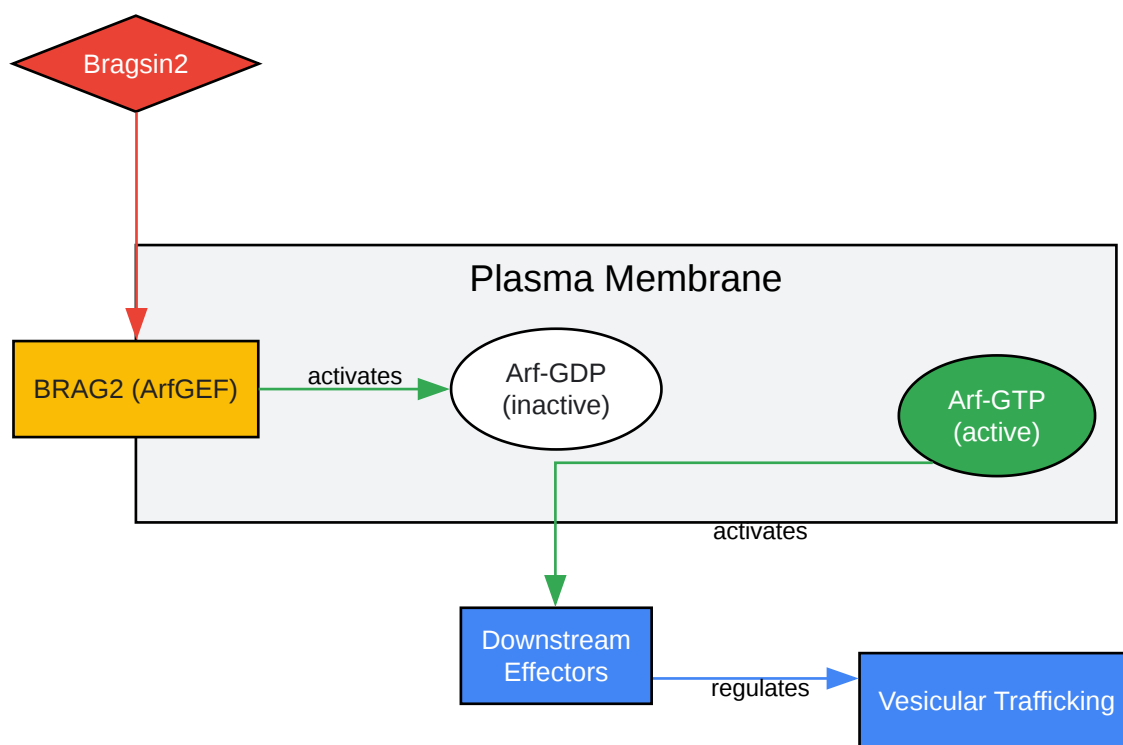 Bragsin2
Plasma Membrane
BRAG2 (ArfGEF)
activates
Arf-GDP
(inactive)
Arf-GTP
(active)
activates
Downstream
Effectors
regulates
Vesicular Trafficking